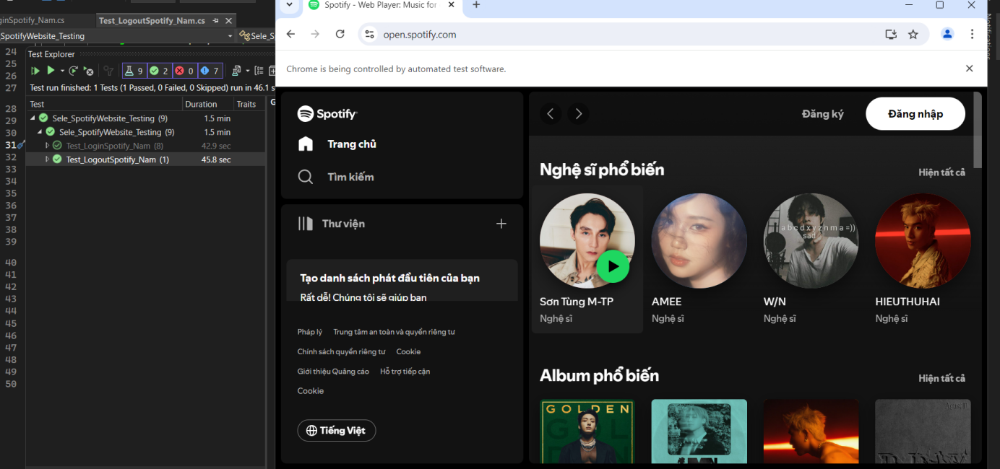 ginSpotify_Nam.cs
Test_LogoutSpotify_Nam.cs
_SpotifyWebsite_Testing
Sele_S
24
25
26
27
28
29
30
31
32
33
34
35
36
37
38
39
40
41
42
43
44
45
46
47
48
49
50
Test Explorer
9 2 0 7
Test run finished: 1 Tests (1 Passed, 0 Failed, 0 Skipped) run in 46.1 s
Test Duration Traits
Sele_SpotifyWebsite_Testing (9) 1.5 min
Sele_SpotifyWebsite_Testing (9) 1.5 min
Test_LoginSpotify_Nam (8) 42.9 sec
Test_LogoutSpotify_Nam (1) 45.8 sec
Spotify - Web Player: Music for
open.spotify.com
Chrome is being controlled by automated test software.
Spotify
Trang chủ
Tìm kiếm
Thư viện
Tạo danh sách phát đầu tiên của bạn
Rất dễ! Chúng tôi sẽ giúp bạn
Pháp lý Trung tâm an toàn và quyền riêng tư
Chính sách quyền riêng tư Cookie
Giới thiệu Quảng cáo Hỗ trợ tiếp cận
Cookie
Tiếng Việt
Đăng ký
Đăng nhập
Nghệ sĩ phổ biến
Hiện tất cả
a b c d x y z n m a =))
sad
Sơn Tùng M-TP
Nghệ sĩ
AMEE
Nghệ sĩ
W/N
Nghệ sĩ
HIEUTHUHAI
Nghệ sĩ
Album phổ biến
Hiện tất cả
GOLDEN
Agust D
D-DAY
Notifications